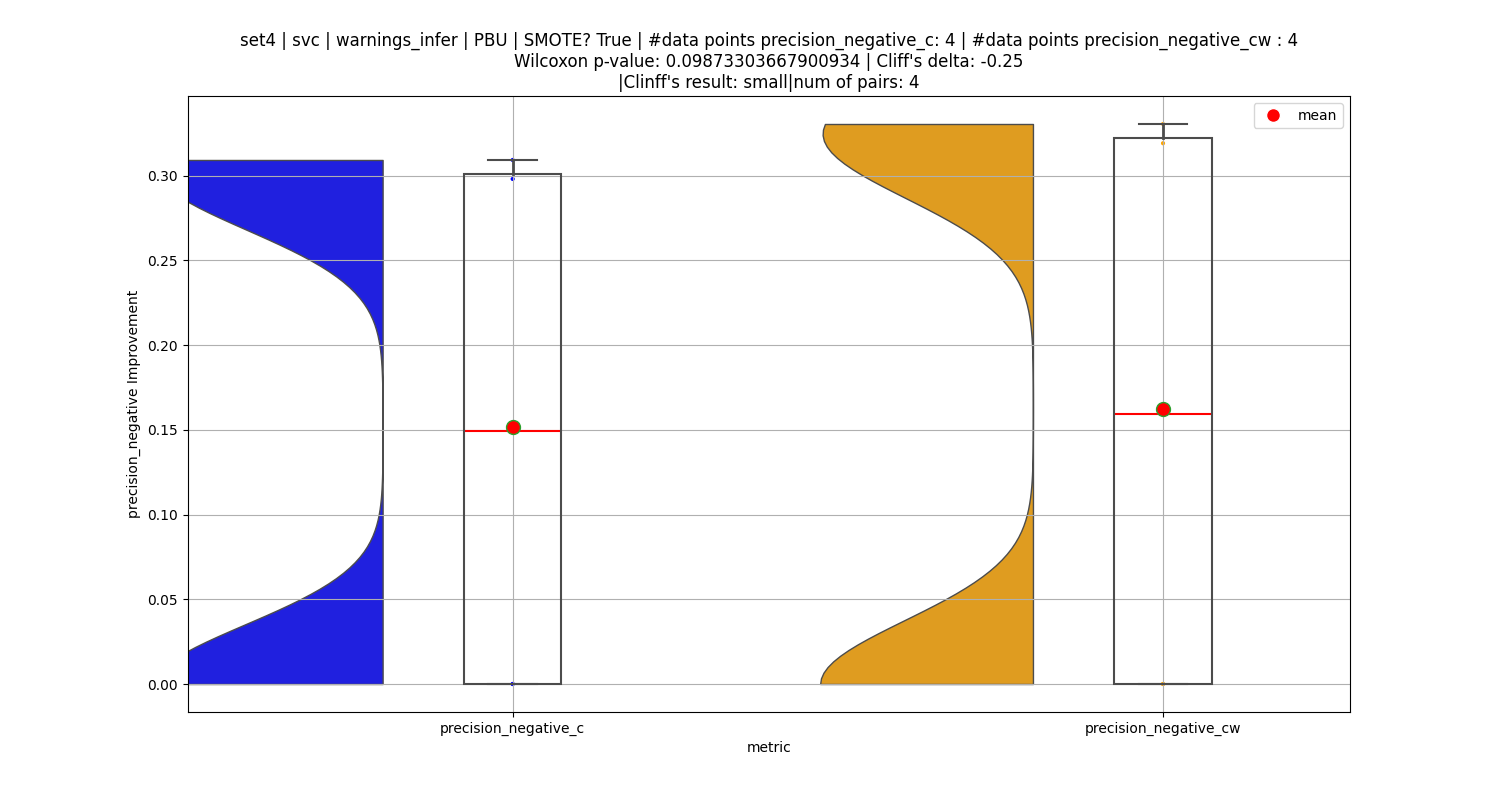 set4 | svc | warnings_infer | PBU | SMOTE? True | #data points precision_negative_c: 4 | #data points precision_negative_cw : 4
Wilcoxon p-value: 0.09873303667900934 | Cliff's delta: -0.25
|Clinff's result: small|num of pairs: 4
mean
0.30
0.25
0.20
0.15
0.10
0.05
0.00
precision_negative Improvement
precision_negative_c
precision_negative_cw
metric